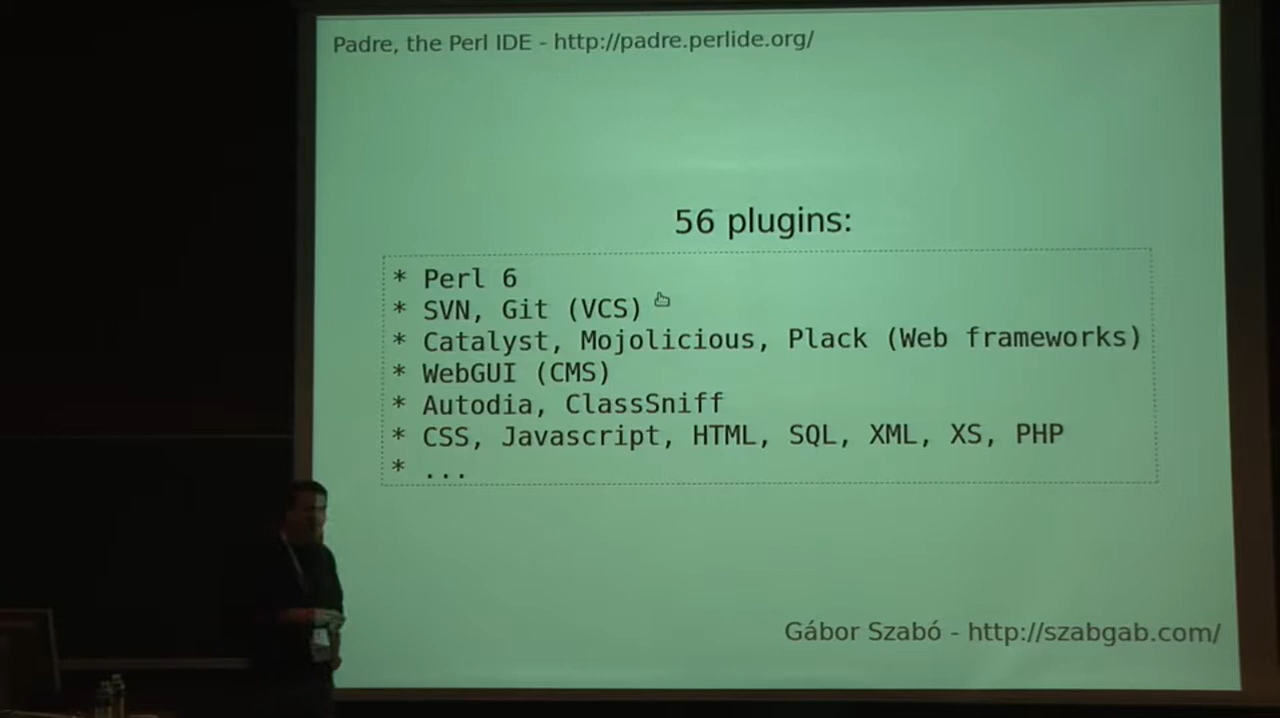 Padre, the Perl IDE - http://padre.perlide.org/
56 plugins:
* Perl 6
* SVN, Git (VCS)
* Catalyst, Mojolicious, Plack (Web frameworks)
* WebGUI (CMS)
* Autodia, ClassSniff
* CSS, Javascript, HTML, SQL, XML, XS, PHP
* ...
Gábor Szabó - http://szabgab.com/